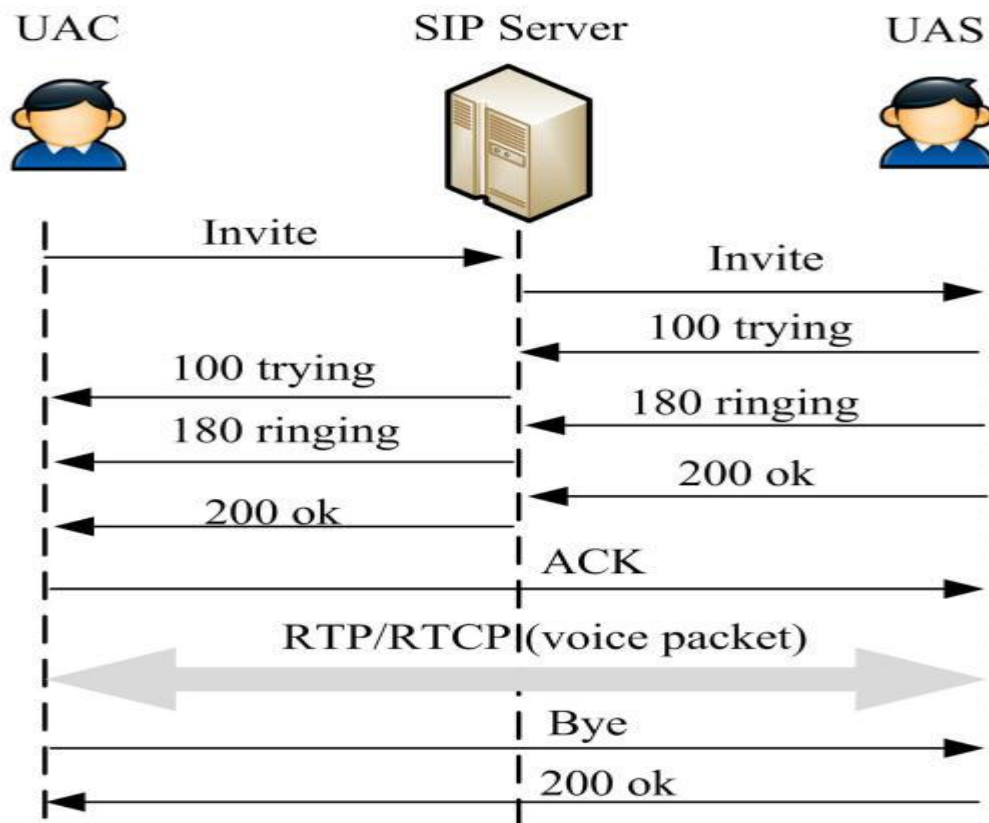 UAC
SIP Server
UAS
Invite
Invite
100 trying
100 trying
180 ringing
180 ringing
200 ok
200 ok
ACK
RTP/RTCP (voice packet)
Bye
200 ok